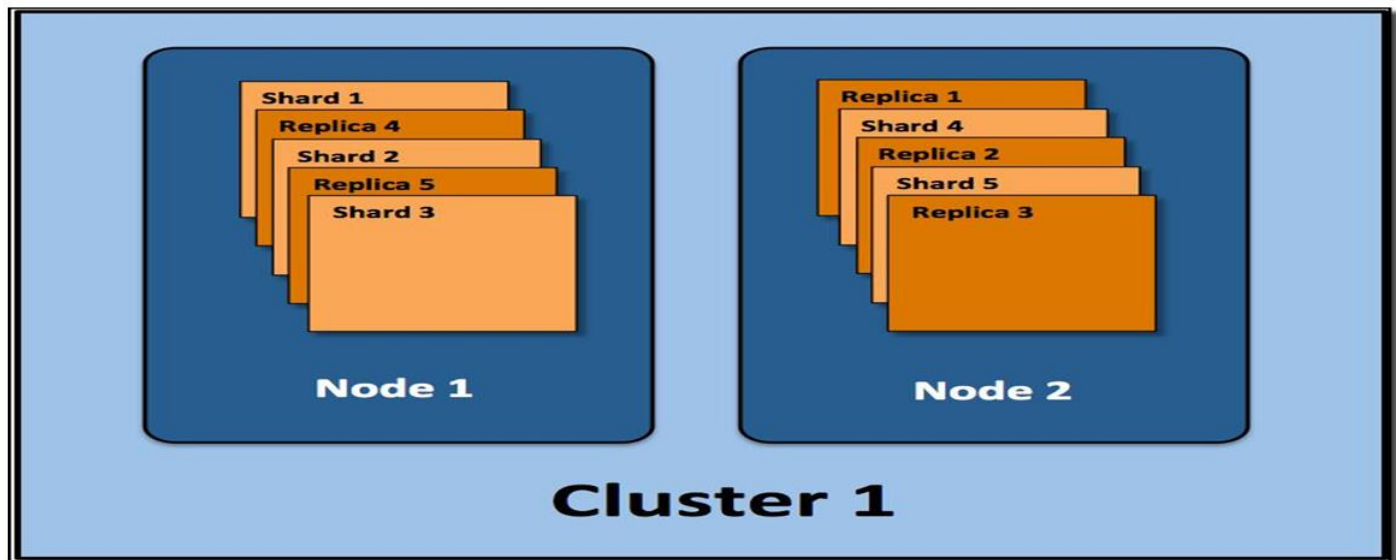 Shard 1
Replica 4
Shard 2
Replica 5
Shard 3
Node 1
Replica 1
Shard 4
Replica 2
Shard 5
Replica 3
Node 2
Cluster 1